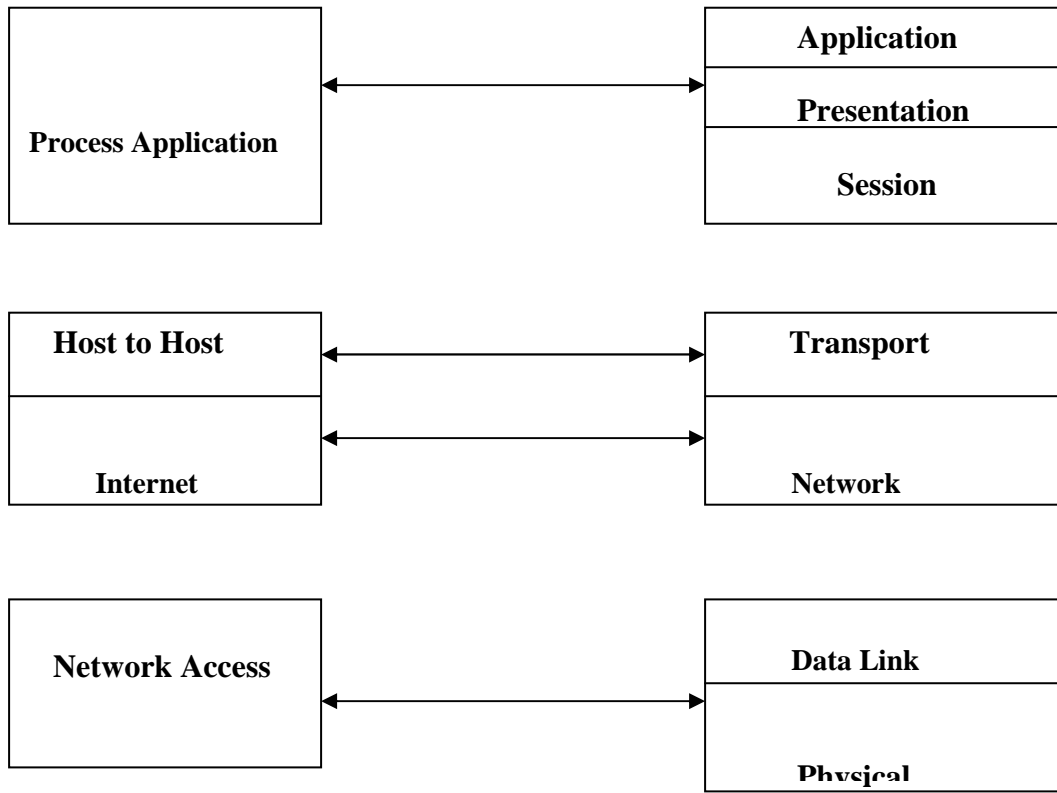 Process Application
Application
Presentation
Session
Host to Host
Internet
Transport
Network
Network Access
Data Link
Physical